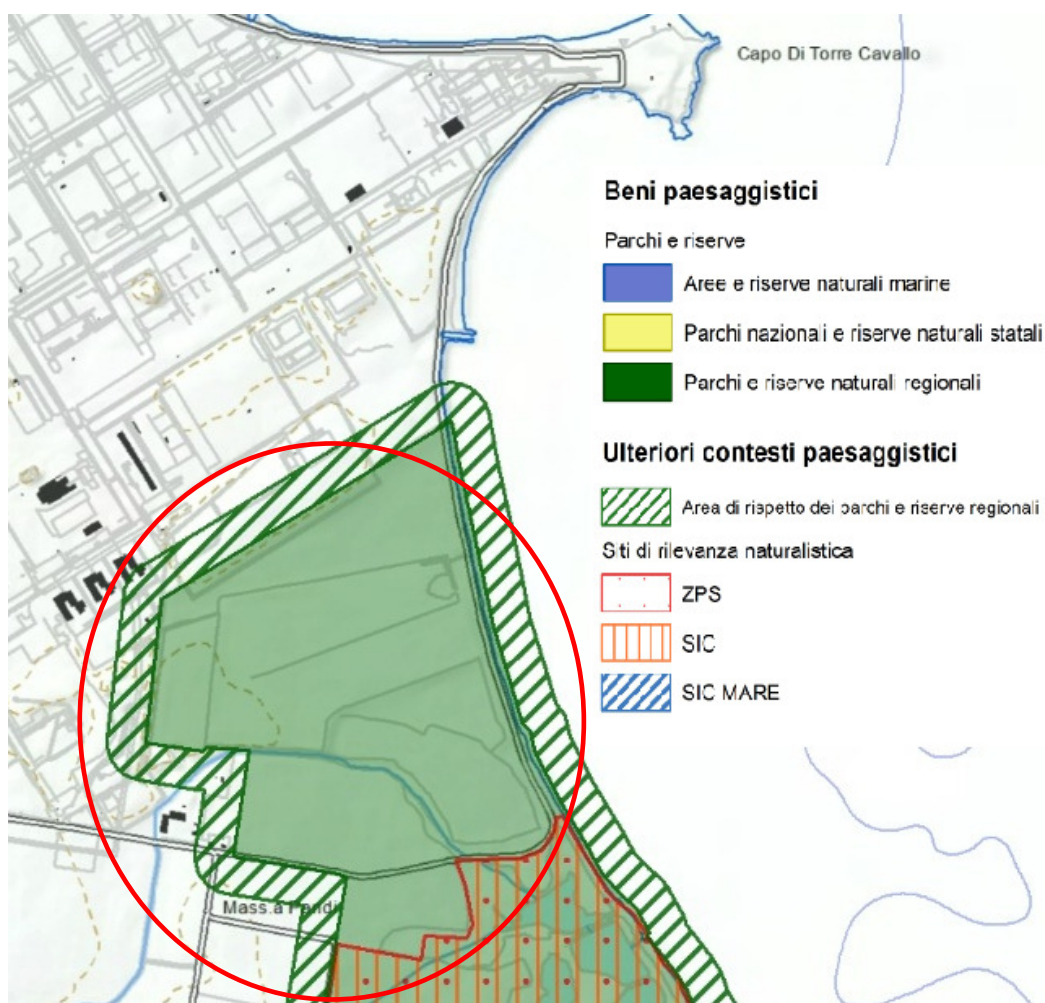 Capo Di Torre Cavallo
Beni paesaggistici
Parchi e riserve
Aree e riserve naturali marine
Parchi nazionali e riserve naturali statali
Parchi e riserve naturali regionali
Ulteriori contesti paesaggistici
Area di rispetto dei parchi e riserve regionali
Siti di rilevanza naturalistica
ZPS
SIC
SIC MARE
Mass.a